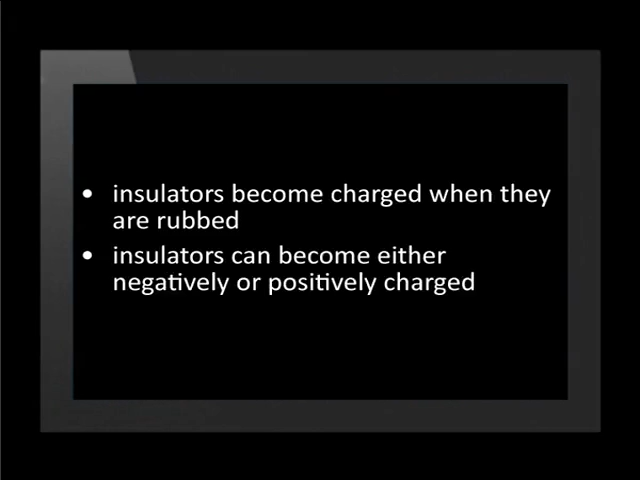 • insulators become charged when they
are rubbed
• insulators can become either
negatively or positively charged